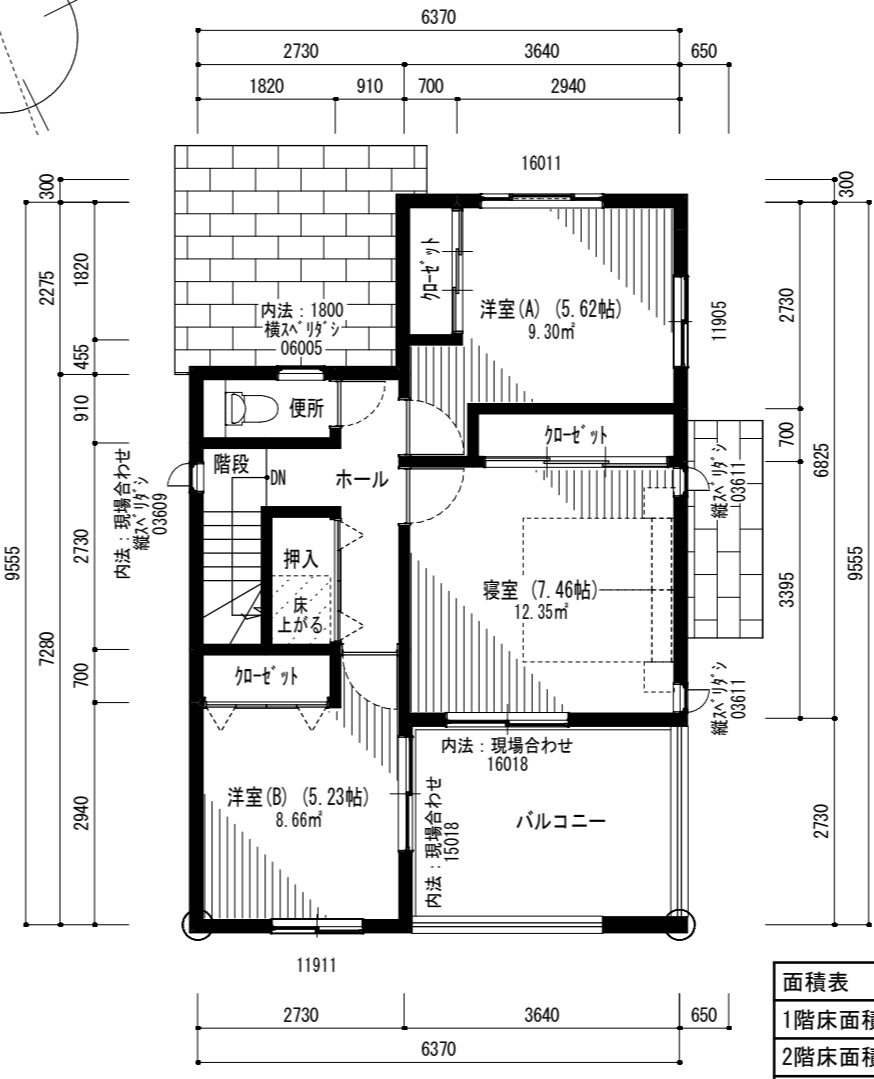 6370
2730 3640 650
1820 910 700 2940
16011
300
300
9555
2275
1820
455
910
2730
7280
700
2940
内法：1800
横スベリダシ
06005
クローゼット
洋室(A) (5.62帖)
9.30㎡
11905
2730
便所
クローゼット
700
6825
9555
階段
DN
ホール
内法：現場合わせ
縦スベリダシ
03609
縦スベリダシ
03611
押入
床
上がる
寝室 (7.46帖)
12.35㎡
3395
クローゼット
縦スベリダシ
03611
内法：現場合わせ
16018
洋室(B) (5.23帖)
8.66㎡
内法：現場合わせ
15018
バルコニー
2730
11911
2730 3640 650
6370
面積表
1階床面積
2階床面積